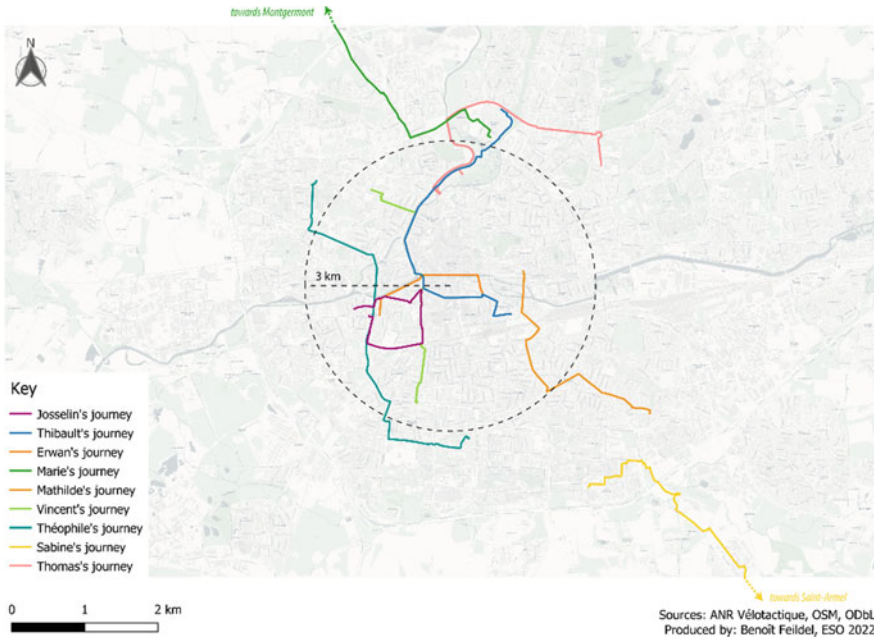 towards Montgermont
N
3 km
Key
Josselin's journey
Thibault's journey
Erwan's journey
Marie's journey
Mathilde's journey
Vincent's journey
Théophile's journey
Sabine's journey
Thomas's journey
towards Saint-Armel
0 1 2 km
Sources: ANR Vélotactique, OSM, ODbL
Produced by: Benoît Feildel, ESO 2022